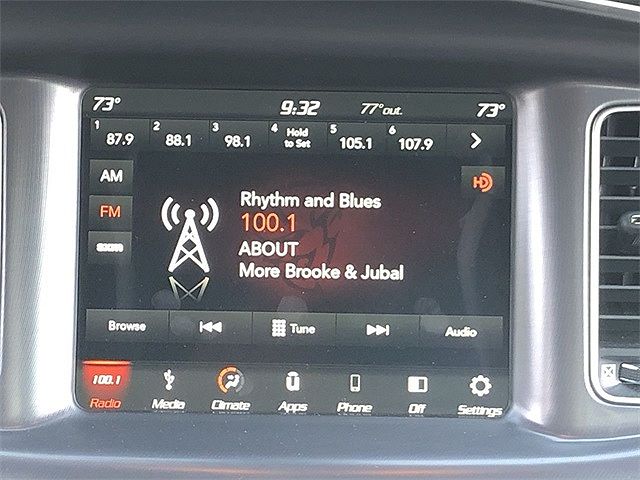 73° 9:32 77°out. 73°
1 87.9 2 88.1 3 98.1 4 Hold to Set 5 105.1 6 107.9
AM
HD
FM
Rhythm and Blues
100.1
ABOUT
More Brooke & Jubal
Browse Tune Audio
100.1
Radio Media Climate Apps Phone Off Settings